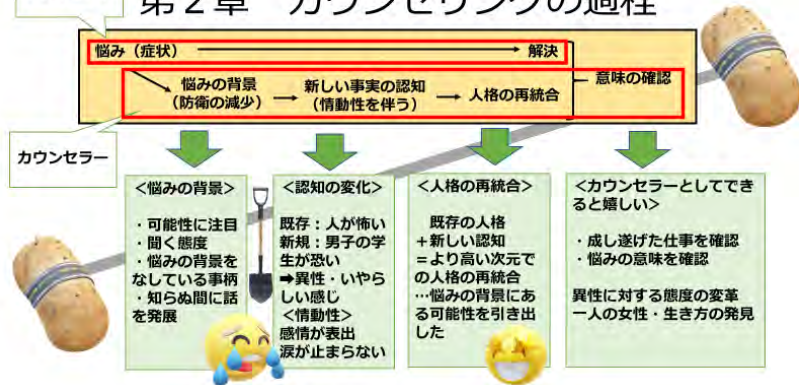 第２章　カウンセリングの過程
悩み（症状）
解決
悩みの背景
（防衛の減少）
新しい事実の認知
（情動性を伴う）
人格の再統合
意味の確認
カウンセラー
＜悩みの背景＞
・可能性に注目
・聞く態度
・悩みの背景を
なしている事柄
・知らぬ間に話
を発展
＜認知の変化＞
既存：人が怖い
新規：男子の学
生が恐い
➡異性・いやら
しい感じ
＜情動性＞
感情が表出
涙が止まらない
＜人格の再統合＞
既存の人格
＋新しい認知
＝より高い次元で
の人格の再統合
…悩みの背景にあ
る可能性を引き出
した
＜カウンセラーとしてでき
ると嬉しい＞
・成し遂げた仕事を確認
・悩みの意味を確認
異性に対する態度の変革
一人の女性・生き方の発見